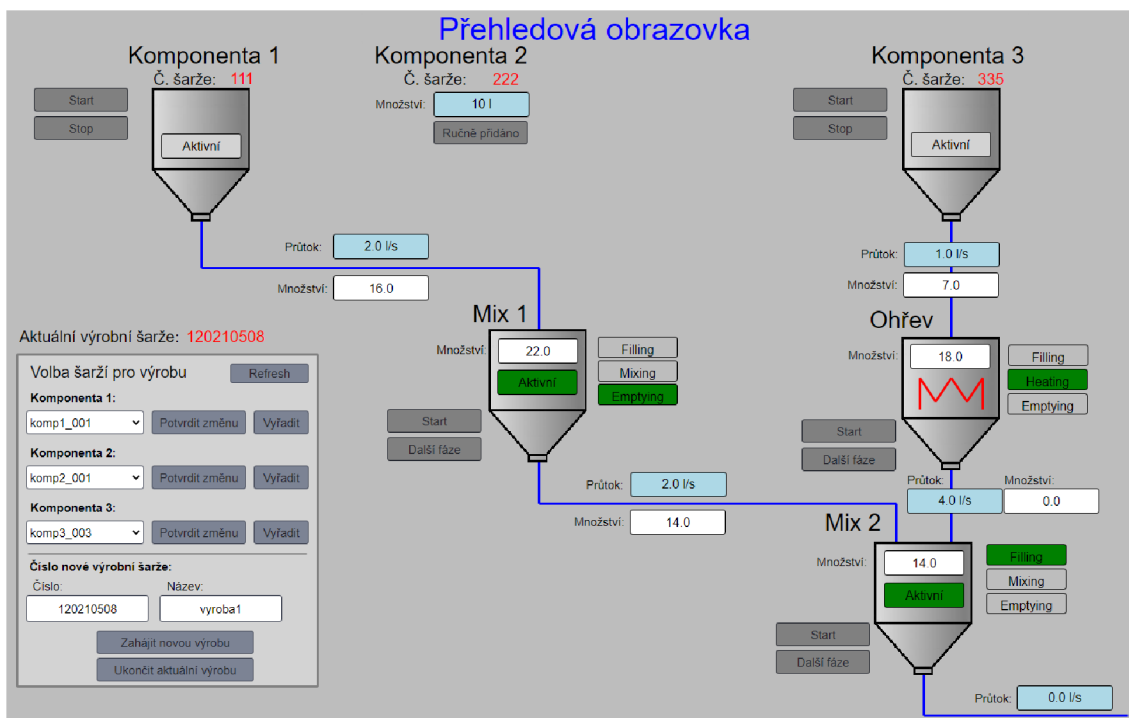 Přehledová obrazovka
Komponenta 1
Č. šarže: 111
Start
Stop
Aktivní
Komponenta 2
Č. šarže: 222
Množství: 10 l
Ručně přidáno
Komponenta 3
Č. šarže: 335
Start
Stop
Aktivní
Průtok: 2.0 l/s
Množství: 16.0
Průtok: 1.0 l/s
Množství: 7.0
Mix 1
Množství: 22.0
Aktivní
Filling
Mixing
Emptying
Start
Další fáze
Ohřev
Množství: 18.0
Filling
Heating
Emptying
Start
Další fáze
Průtok: 2.0 l/s
Množství: 14.0
Průtok: 4.0 l/s
Množství: 0.0
Mix 2
Množství: 14.0
Aktivní
Filling
Mixing
Emptying
Start
Další fáze
Průtok: 0.0 l/s
Aktuální výrobní šarže: 120210508
Volba šarží pro výrobu
Refresh
Komponenta 1:
komp1_001 Potvrdit změnu Vyřadit
Komponenta 2:
komp2_001 Potvrdit změnu Vyřadit
Komponenta 3:
komp3_003 Potvrdit změnu Vyřadit
Číslo nové výrobní šarže:
Číslo: Název:
120210508 vyroba1
Zahájit novou výrobu
Ukončit aktuální výrobu